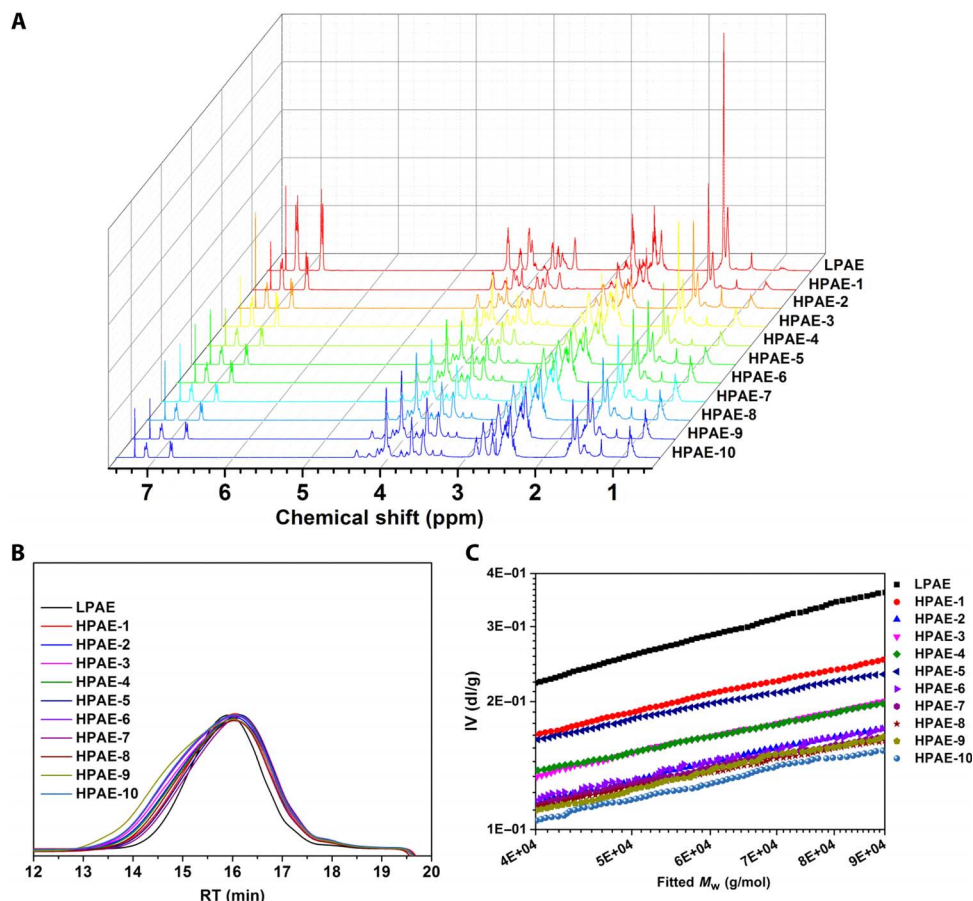 A
LPAE
HPAE-1
HPAE-2
HPAE-3
HPAE-4
HPAE-5
HPAE-6
HPAE-7
HPAE-8
HPAE-9
HPAE-10
7 6 5 4 3 2 1
Chemical shift (ppm)
B
LPAE
HPAE-1
HPAE-2
HPAE-3
HPAE-4
HPAE-5
HPAE-6
HPAE-7
HPAE-8
HPAE-9
HPAE-10
12 13 14 15 16 17 18 19 20
RT (min)
C
4E−01
3E−01
2E−01
1E−01
IV (dl/g)
4E+04 5E+04 6E+04 7E+04 8E+04 9E+04
Fitted Mw (g/mol)
LPAE
HPAE-1
HPAE-2
HPAE-3
HPAE-4
HPAE-5
HPAE-6
HPAE-7
HPAE-8
HPAE-9
HPAE-10